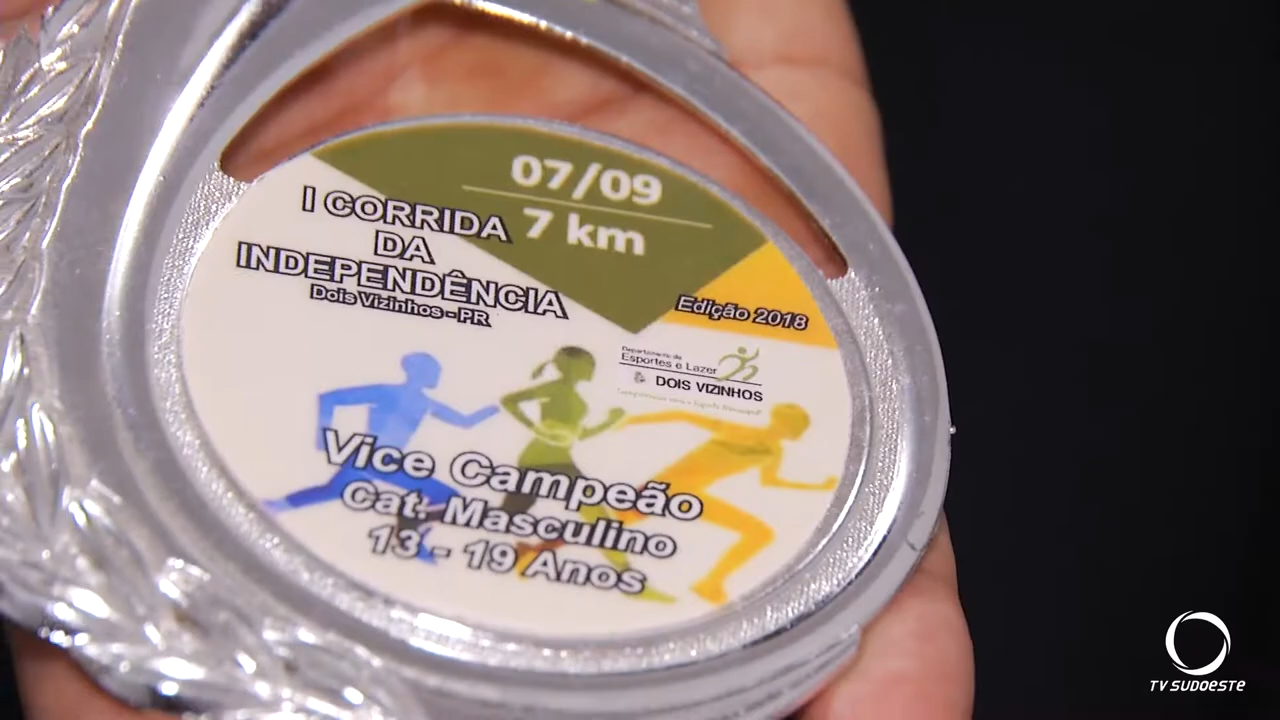 07/09
7 km
I CORRIDA
DA
INDEPENDÊNCIA
Dois Vizinhos - PR
Edição 2018
Departamento de
Esportes e Lazer
DOIS VIZINHOS
Vice Campeão
Cat. Masculino
13 - 19 Anos
TV SUDOESTE